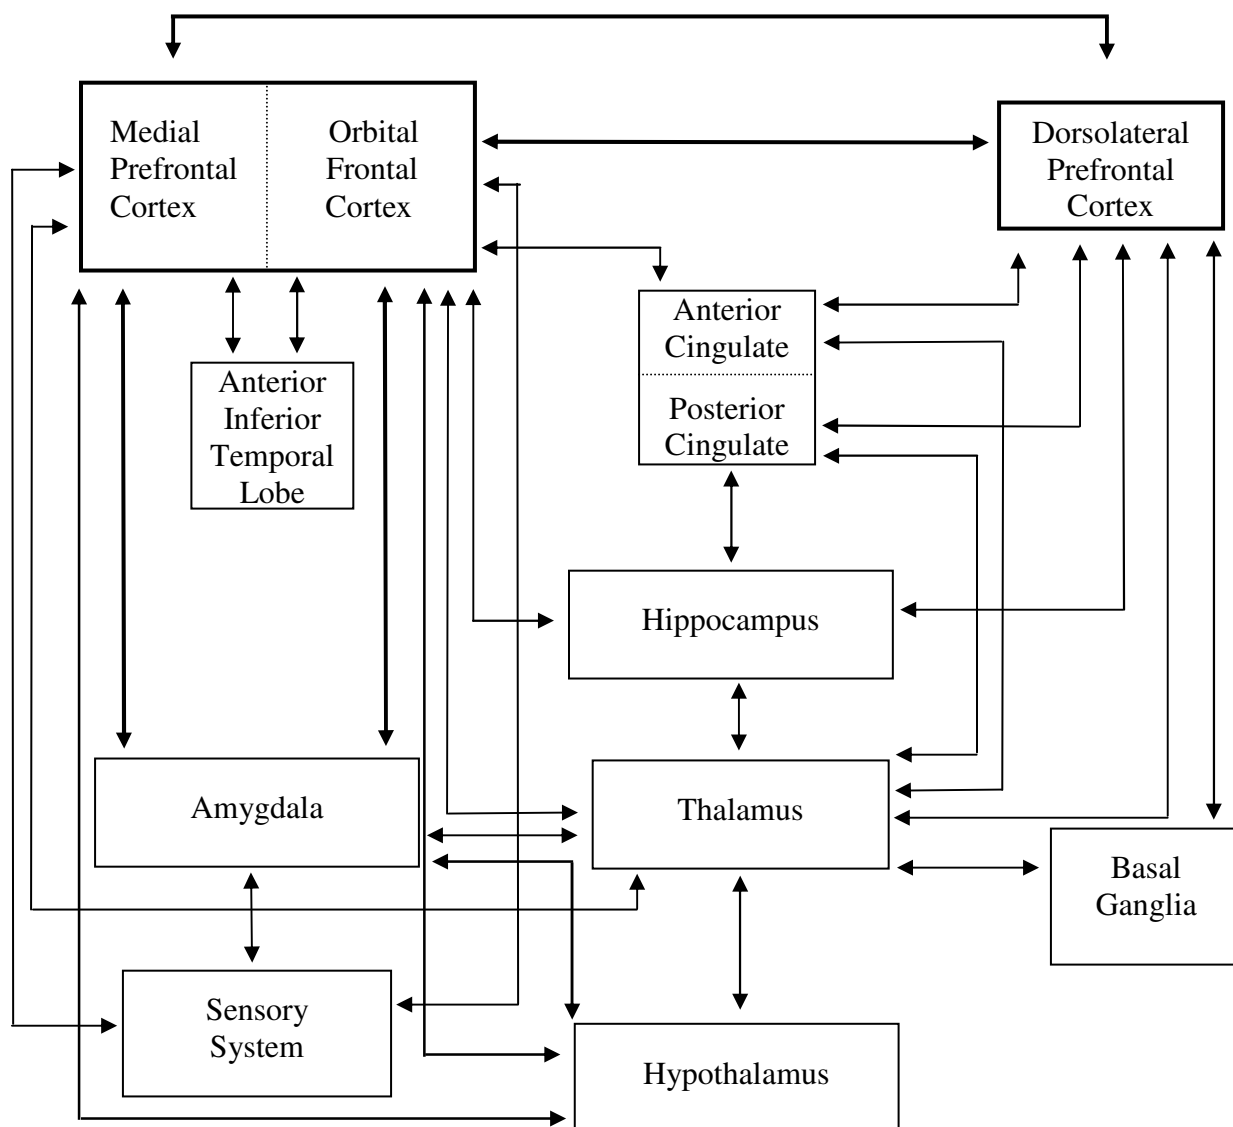 Medial
Prefrontal
Cortex
Orbital
Frontal
Cortex
Dorsolateral
Prefrontal
Cortex
Anterior
Cingulate
Posterior
Cingulate
Anterior
Inferior
Temporal
Lobe
Hippocampus
Amygdala
Thalamus
Basal
Ganglia
Sensory
System
Hypothalamus